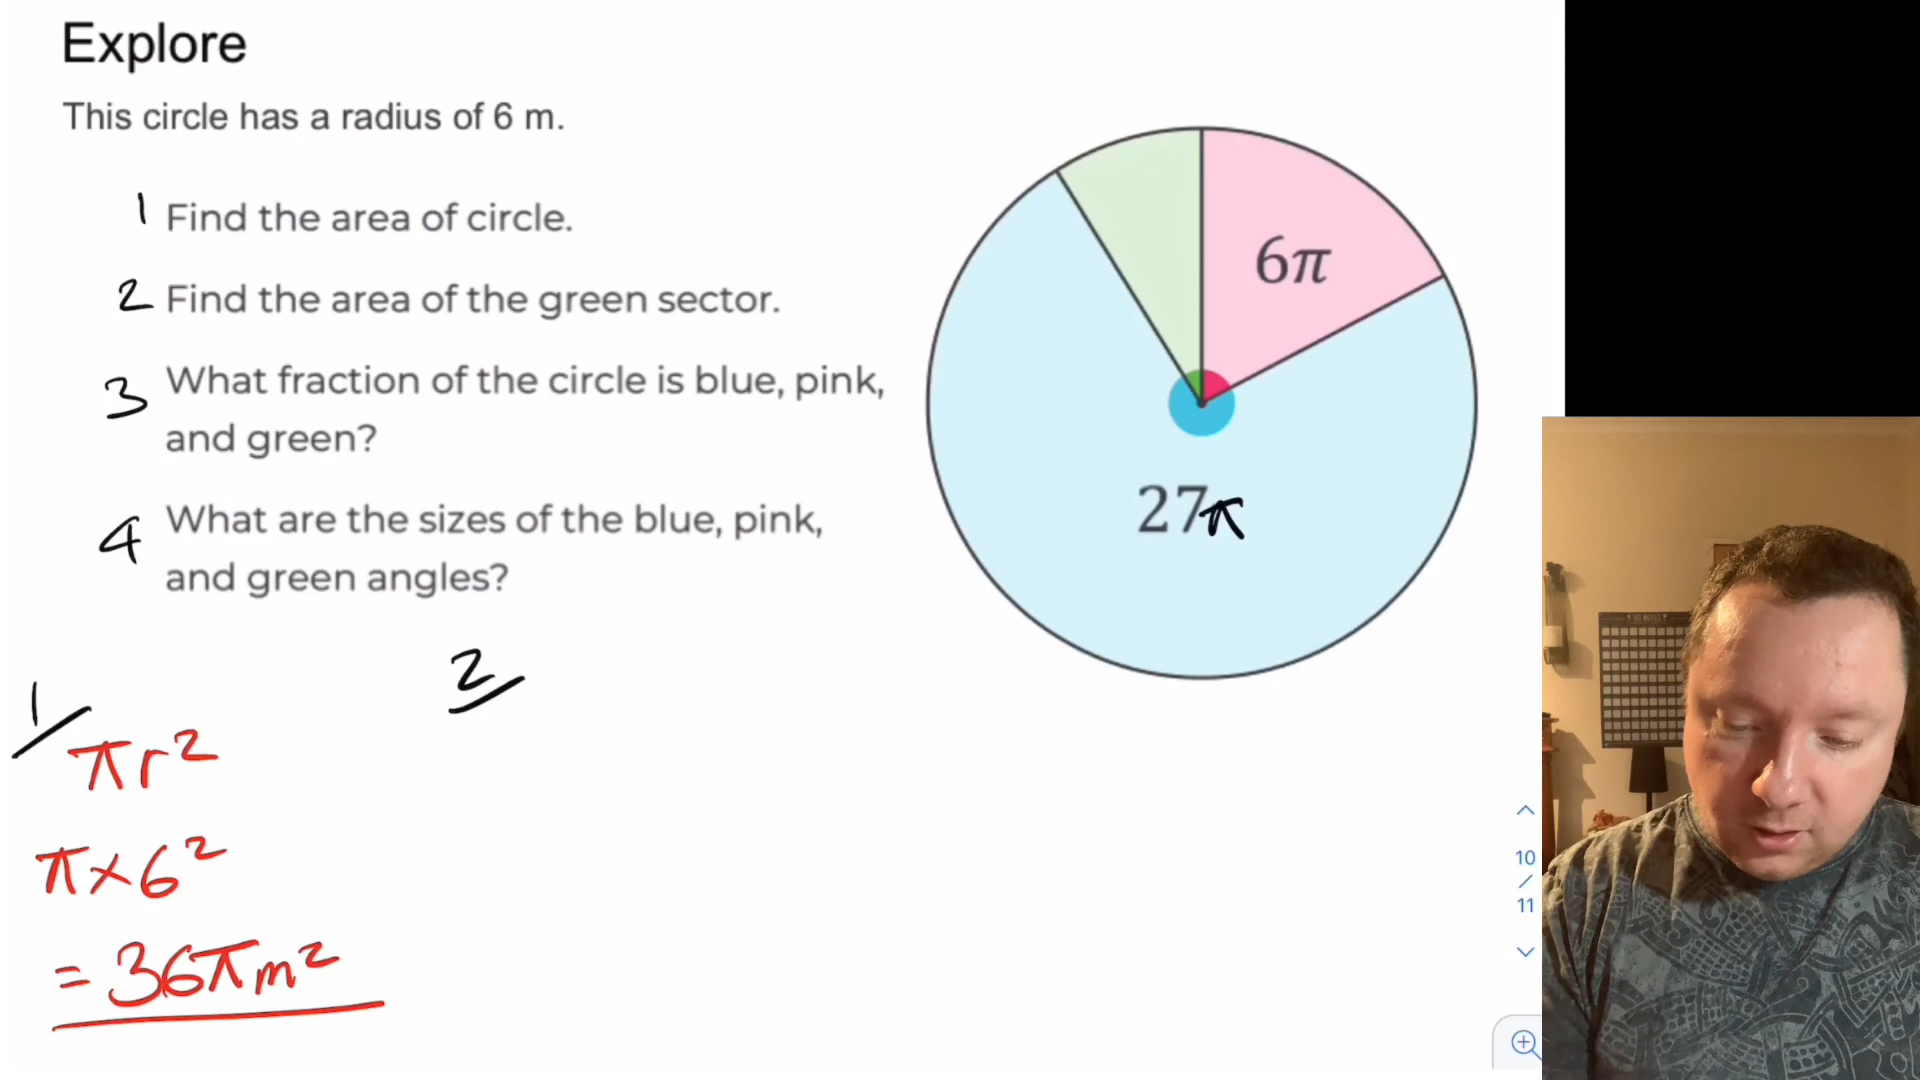 Explore
This circle has a radius of 6 m.
1 Find the area of circle.
2 Find the area of the green sector.
3 What fraction of the circle is blue, pink,
and green?
4 What are the sizes of the blue, pink,
and green angles?
6π
27π
1/
πr²
π×6²
= 36πm²
2
10
/
11